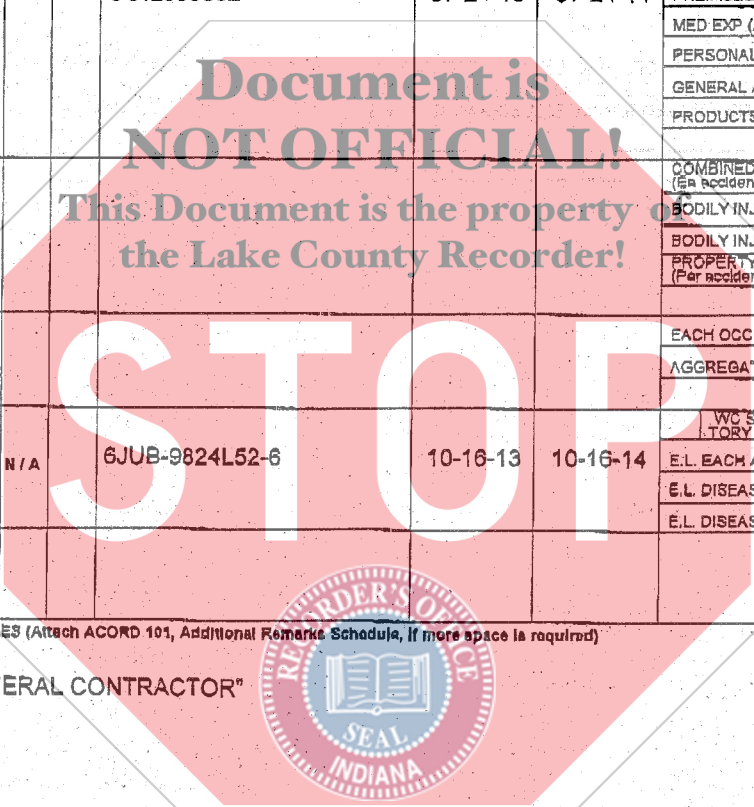 MED EXP (
PERSONAL
GENERAL
PRODUCTS
Document is
NOT OFFICIAL!
This Document is the property of
the Lake County Recorder!
COMBINED
(Ea accident
BODILY INJ
BODILY INJ
PROPERTY
(Per accident
EACH OCC
AGGREGAT
STOP
WC S
TORY
N / A 6JUB-9824L52-6 10-16-13 10-16-14 E.L. EACH A
E.L. DISEAS
E.L. DISEAS
ES (Attach ACORD 101, Additional Remarks Schedule, if more space is required)
ERAL CONTRACTOR"
RECORDER'S OFFICE
SEAL
INDIANA